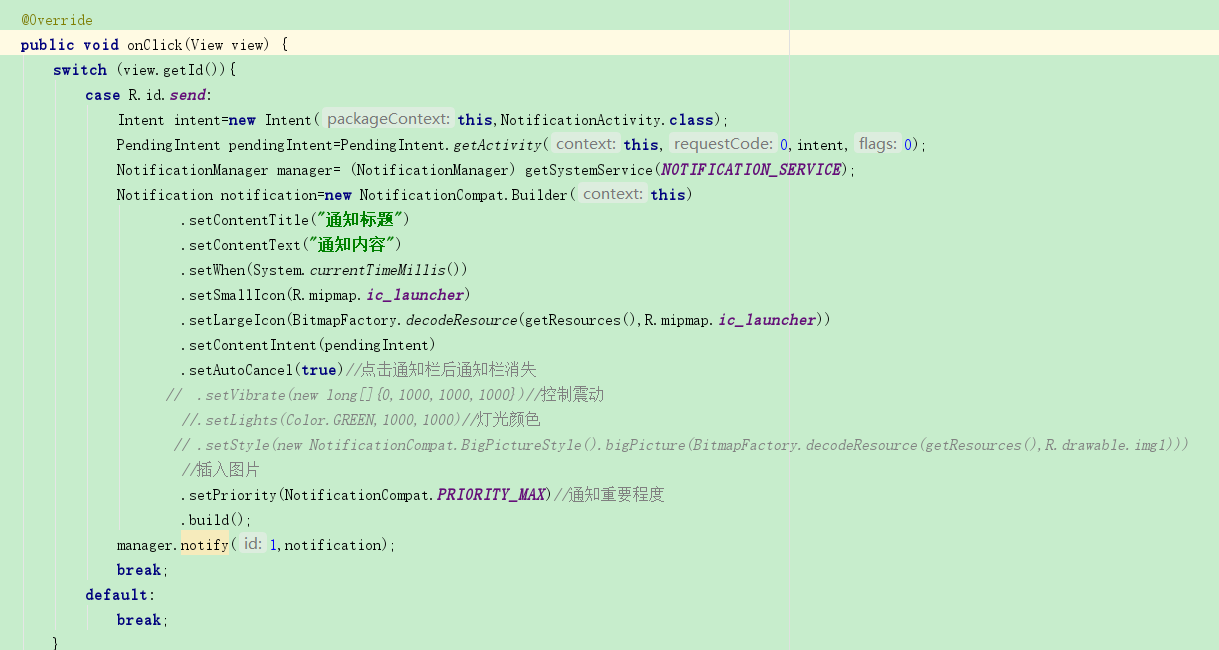 @Override
public void onClick(View view) {
switch (view.getId()){
case R.id.send:
Intent intent=new Intent( packageContext: this,NotificationActivity.class);
PendingIntent pendingIntent=PendingIntent.getActivity( context: this, requestCode: 0,intent, flags: 0);
NotificationManager manager= (NotificationManager) getSystemService(NOTIFICATION_SERVICE);
Notification notification=new NotificationCompat.Builder( context: this)
.setContentTitle("通知标题")
.setContentText("通知内容")
.setWhen(System.currentTimeMillis())
.setSmallIcon(R.mipmap.ic_launcher)
.setLargeIcon(BitmapFactory.decodeResource(getResources(),R.mipmap.ic_launcher))
.setContentIntent(pendingIntent)
.setAutoCancel(true)//点击通知栏后通知栏消失
// .setVibrate(new long[]{0,1000,1000,1000})//控制震动
//.setLights(Color.GREEN,1000,1000)//灯光颜色
// .setStyle(new NotificationCompat.BigPictureStyle().bigPicture(BitmapFactory.decodeResource(getResources(),R.drawable.img1)))
//插入图片
.setPriority(NotificationCompat.PRIORITY_MAX)//通知重要程度
.build();
manager.notify( id: 1,notification);
break;
default:
break;
}